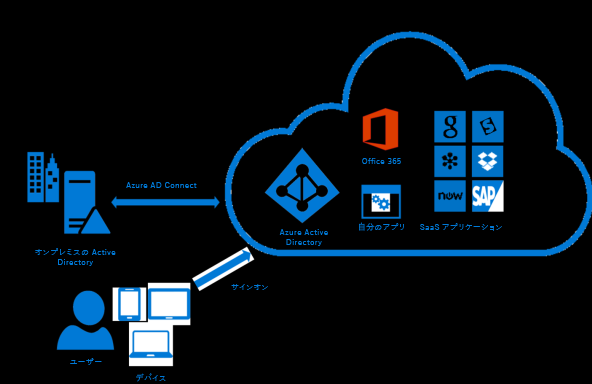 Office 365
g
S
now
SAP
Azure AD Connect
自分のアプリ
SaaS アプリケーション
Azure Active
Directory
オンプレミスの Active
Directory
サインオン
ユーザー
デバイス